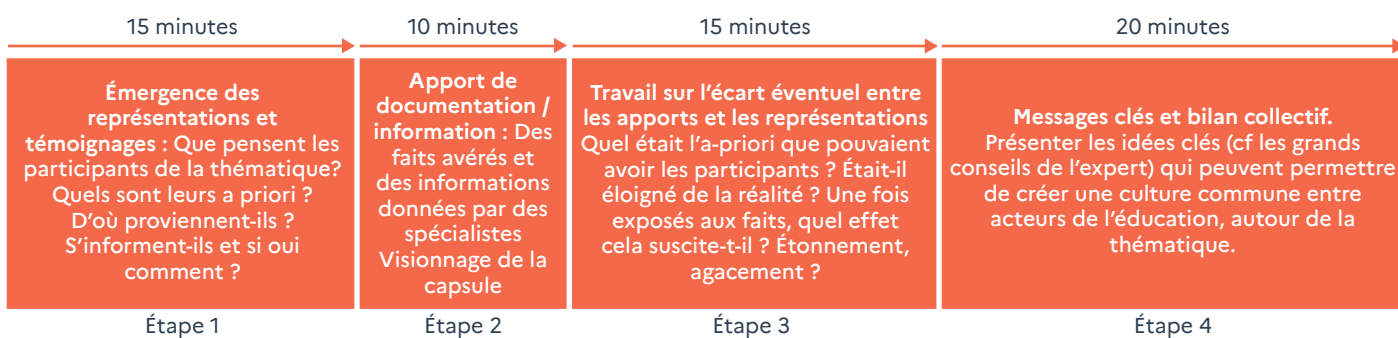 15 minutes
10 minutes
15 minutes
20 minutes
Émergence des
représentations et
témoignages : Que pensent les
participants de la thématique?
Quels sont leurs a priori ?
D’où proviennent-ils ?
S’informent-ils et si oui
comment ?
Apport de
documentation /
information : Des
faits avérés et
des informations
données par des
spécialistes
Visionnage de la
capsule
Travail sur l’écart éventuel entre
les apports et les représentations
Quel était l’a-priori que pouvaient
avoir les participants ? Était-il
éloigné de la réalité ? Une fois
exposés aux faits, quel effet
cela suscite-t-il ? Étonnement,
agacement ?
Messages clés et bilan collectif.
Présenter les idées clés (cf les grands
conseils de l’expert) qui peuvent permettre
de créer une culture commune entre
acteurs de l’éducation, autour de la
thématique.
Étape 1
Étape 2
Étape 3
Étape 4